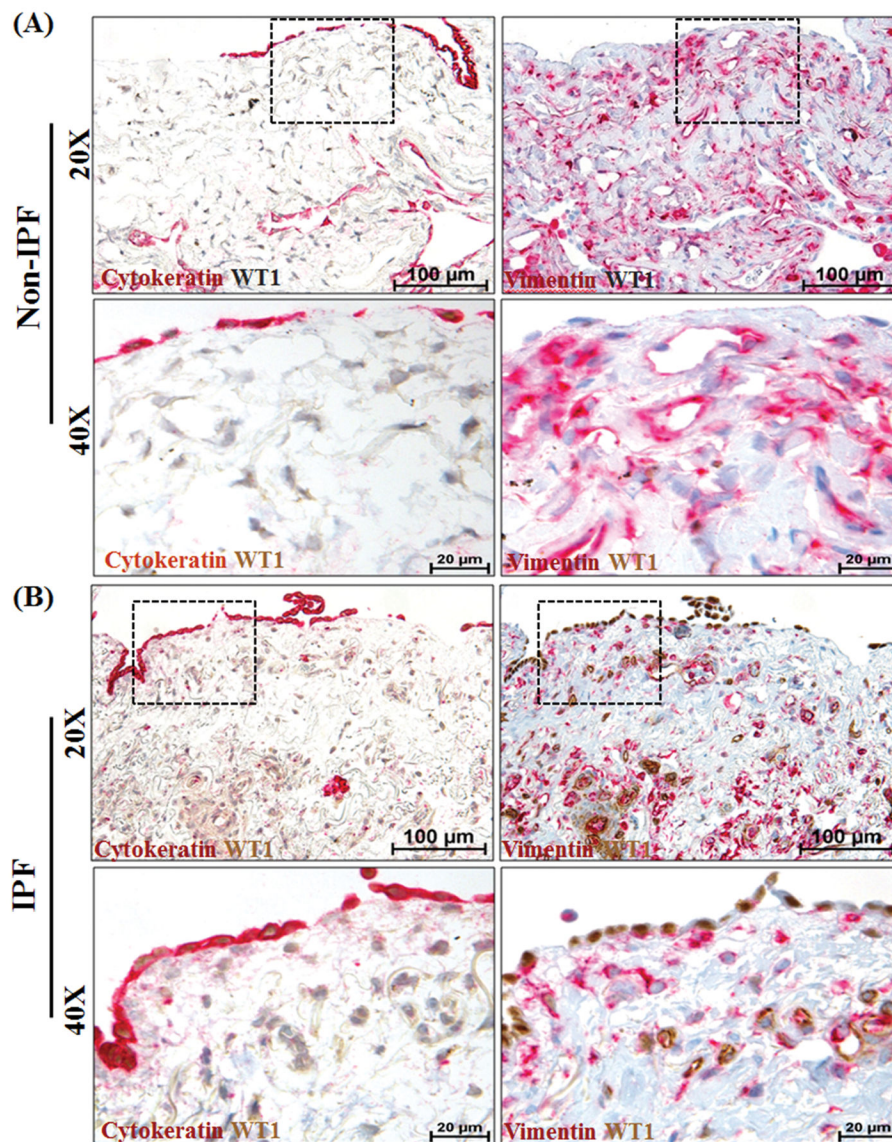 (A)
Non-IPF
20X
Cytokeratin WT1
100 µm
Vimentin WT1
100 µm
40X
Cytokeratin WT1
20 µm
Vimentin WT1
20 µm
(B)
IPF
20X
Cytokeratin WT1
100 µm
Vimentin WT1
100 µm
40X
Cytokeratin WT1
20 µm
Vimentin WT1
20 µm